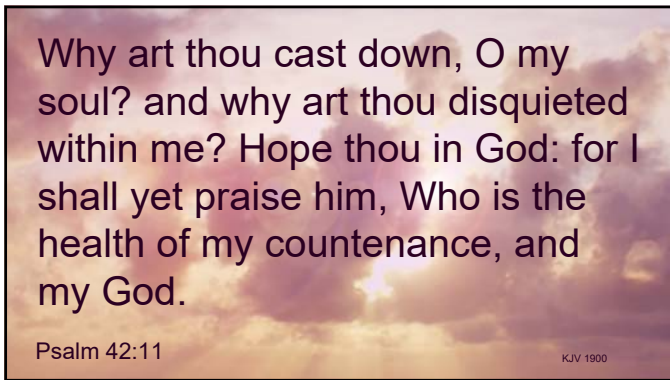 Why art thou cast down, O my
soul? and why art thou disquieted
within me? Hope thou in God: for I
shall yet praise him, Who is the
health of my countenance, and
my God.
Psalm 42:11
KJV 1900